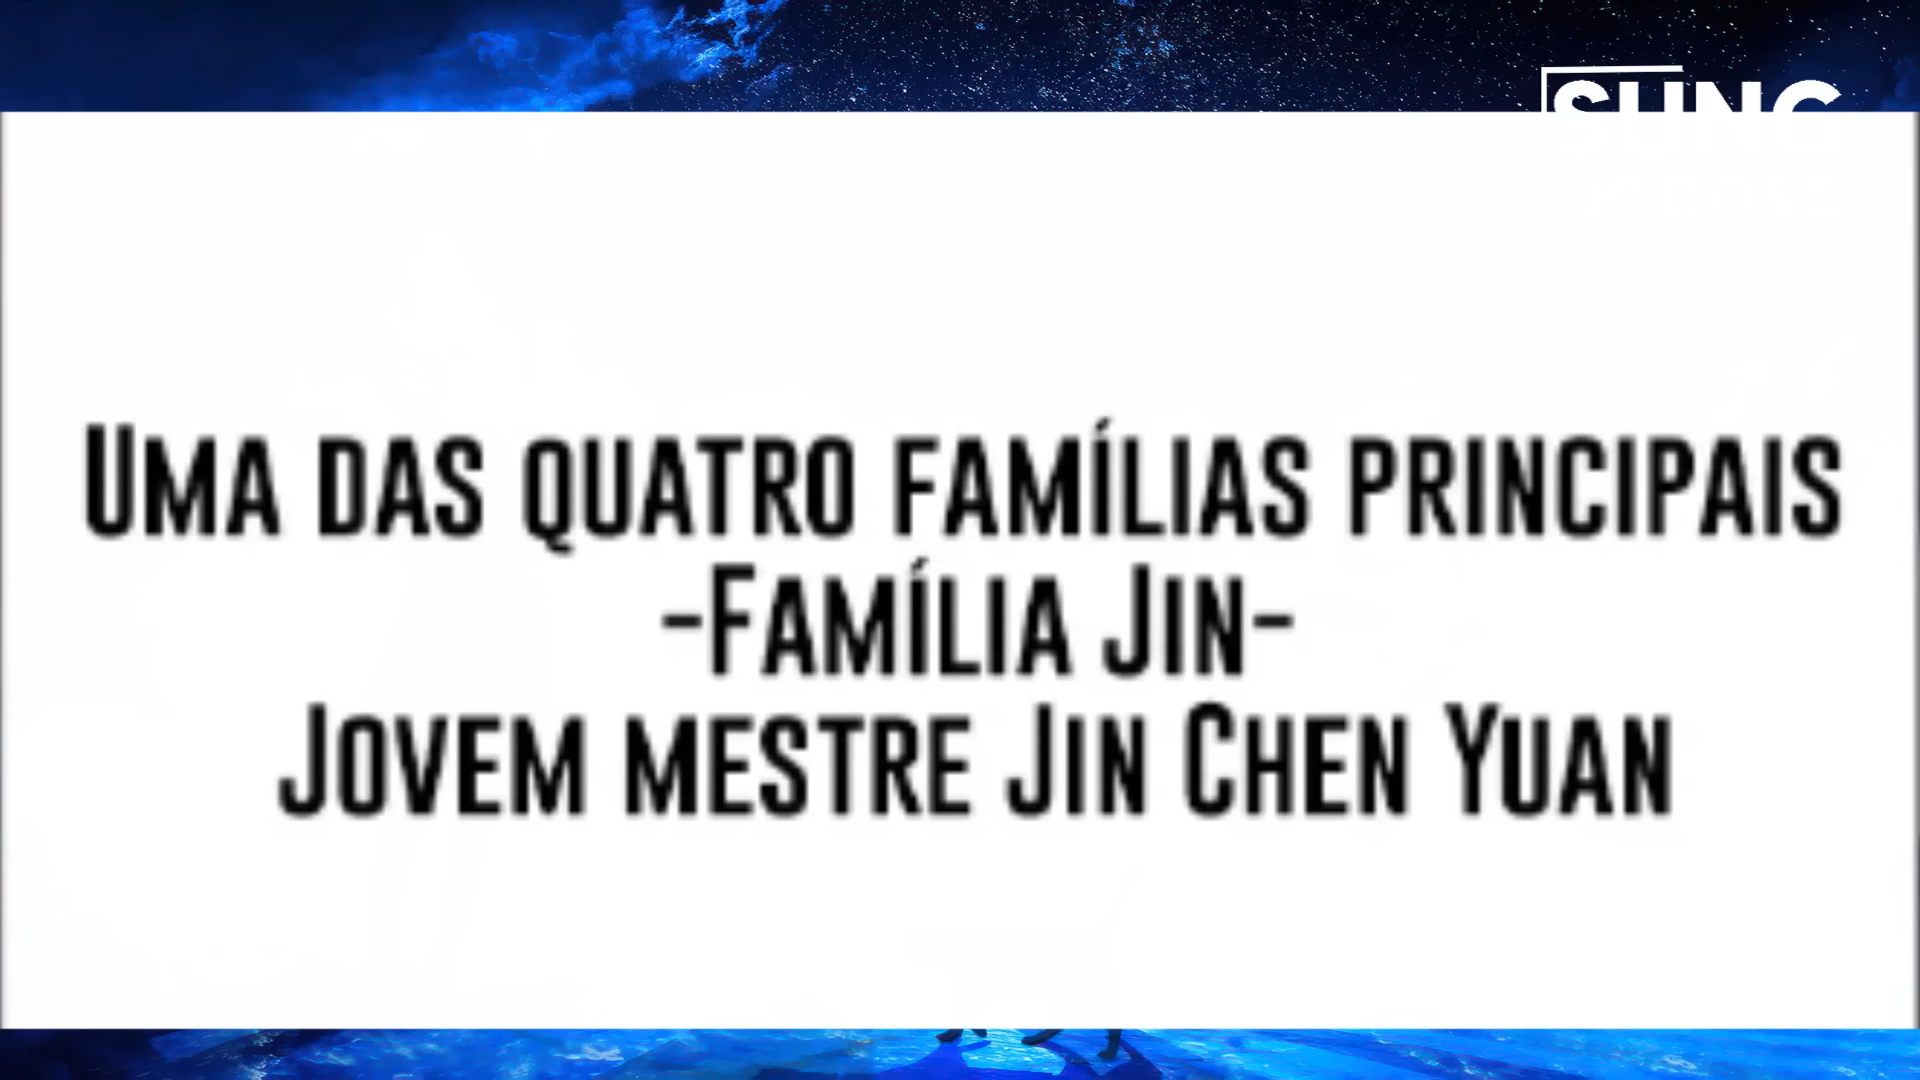 Uma das quatro famílias principais
-Família Jin-
Jovem mestre Jin Chen Yuan